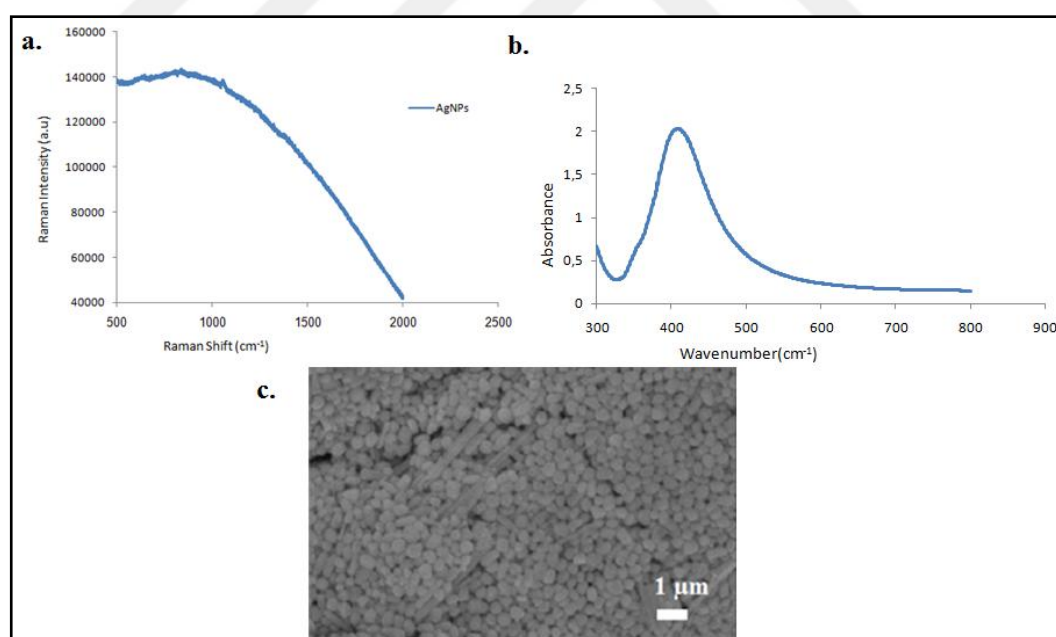 a.
160000
140000
120000
100000
80000
60000
40000
500
1000
1500
2000
2500
Raman Intensity (a.u)
Raman Shift (cm⁻¹)
AgNPs
b.
2,5
2
1,5
1
0,5
0
300
400
500
600
700
800
900
Absorbance
Wavenumber(cm⁻¹)
c.
1 µm